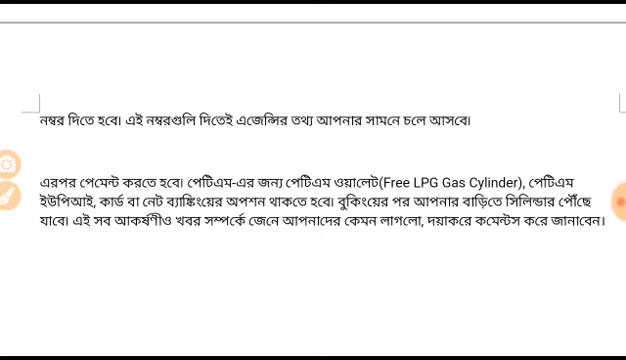 নম্বর দিতে হবে। এই নম্বরগুলি দিতেই এজেন্সির তথ্য আপনার সামনে চলে আসবে।
এরপর পেমেন্ট করতে হবে। পেটিএম-এর জন্য পেটিএম ওয়ালেট(Free LPG Gas Cylinder), পেটিএম
ইউপিআই, কার্ড বা নেট ব্যাঙ্কিংয়ের অপশন থাকতে হবে। বুকিংয়ের পর আপনার বাড়িতে সিলিন্ডার পৌঁছে
যাবে। এই সব আকর্ষণীও খবর সম্পর্কে জেনে আপনাদের কেমন লাগলো, দয়াকরে কমেন্টস করে জানাবেন।